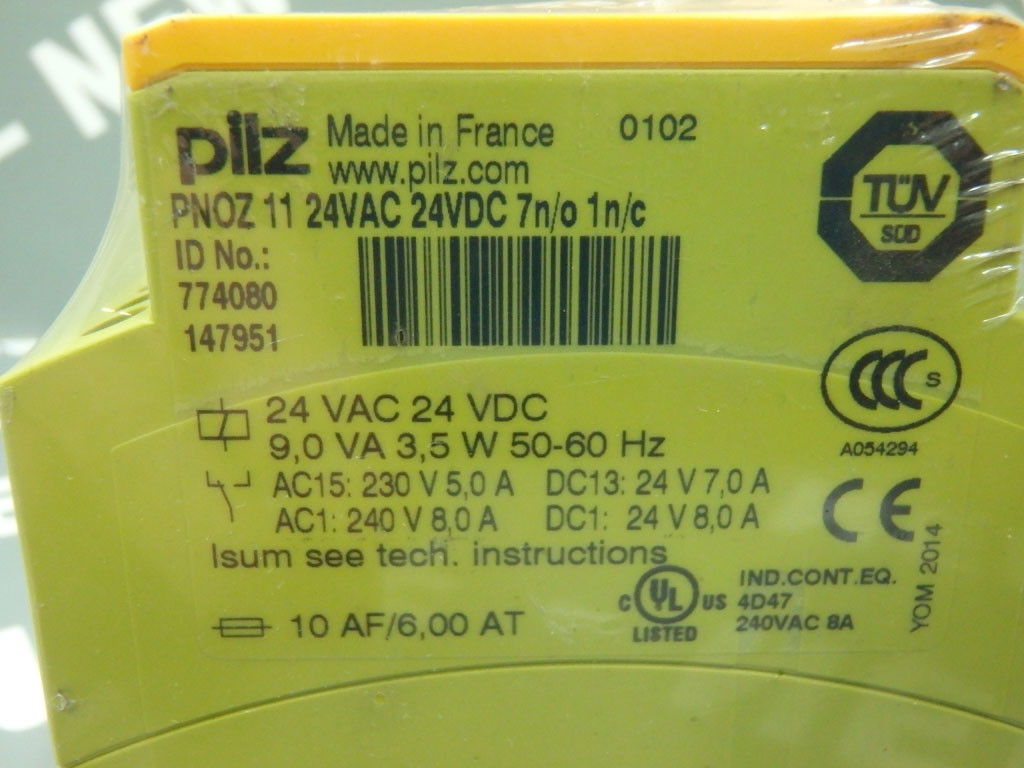 pilz Made in France 0102
www.pilz.com
PNOZ 11 24VAC 24VDC 7n/o 1n/c
ID No.:
774080
147951
TÜV
SÜD
S
A054294
24 VAC 24 VDC
9,0 VA 3,5 W 50-60 Hz
AC15: 230 V 5,0 A DC13: 24 V 7,0 A
AC1: 240 V 8,0 A DC1: 24 V 8,0 A
CE
Isum see tech. instructions
YOM 2014
C UL US
LISTED
IND.CONT.EQ.
4D47
240VAC 8A
10 AF/6,00 AT
NEW